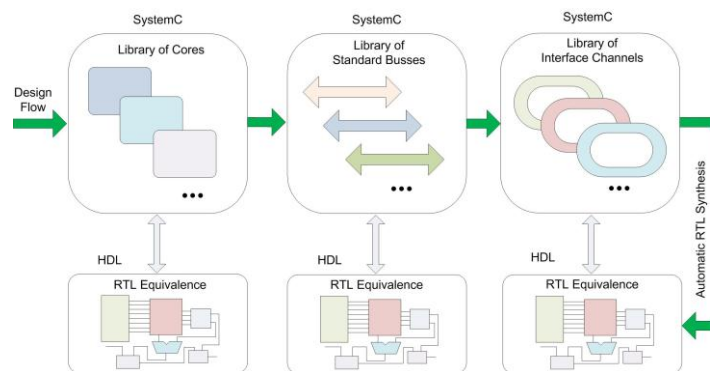 SystemC
SystemC
SystemC
Library of Cores
Library of
Standard Busses
Library of
Interface Channels
Design
Flow
•••
•••
•••
Automatic RTL Synthesis
HDL
HDL
HDL
RTL Equivalence
RTL Equivalence
RTL Equivalence